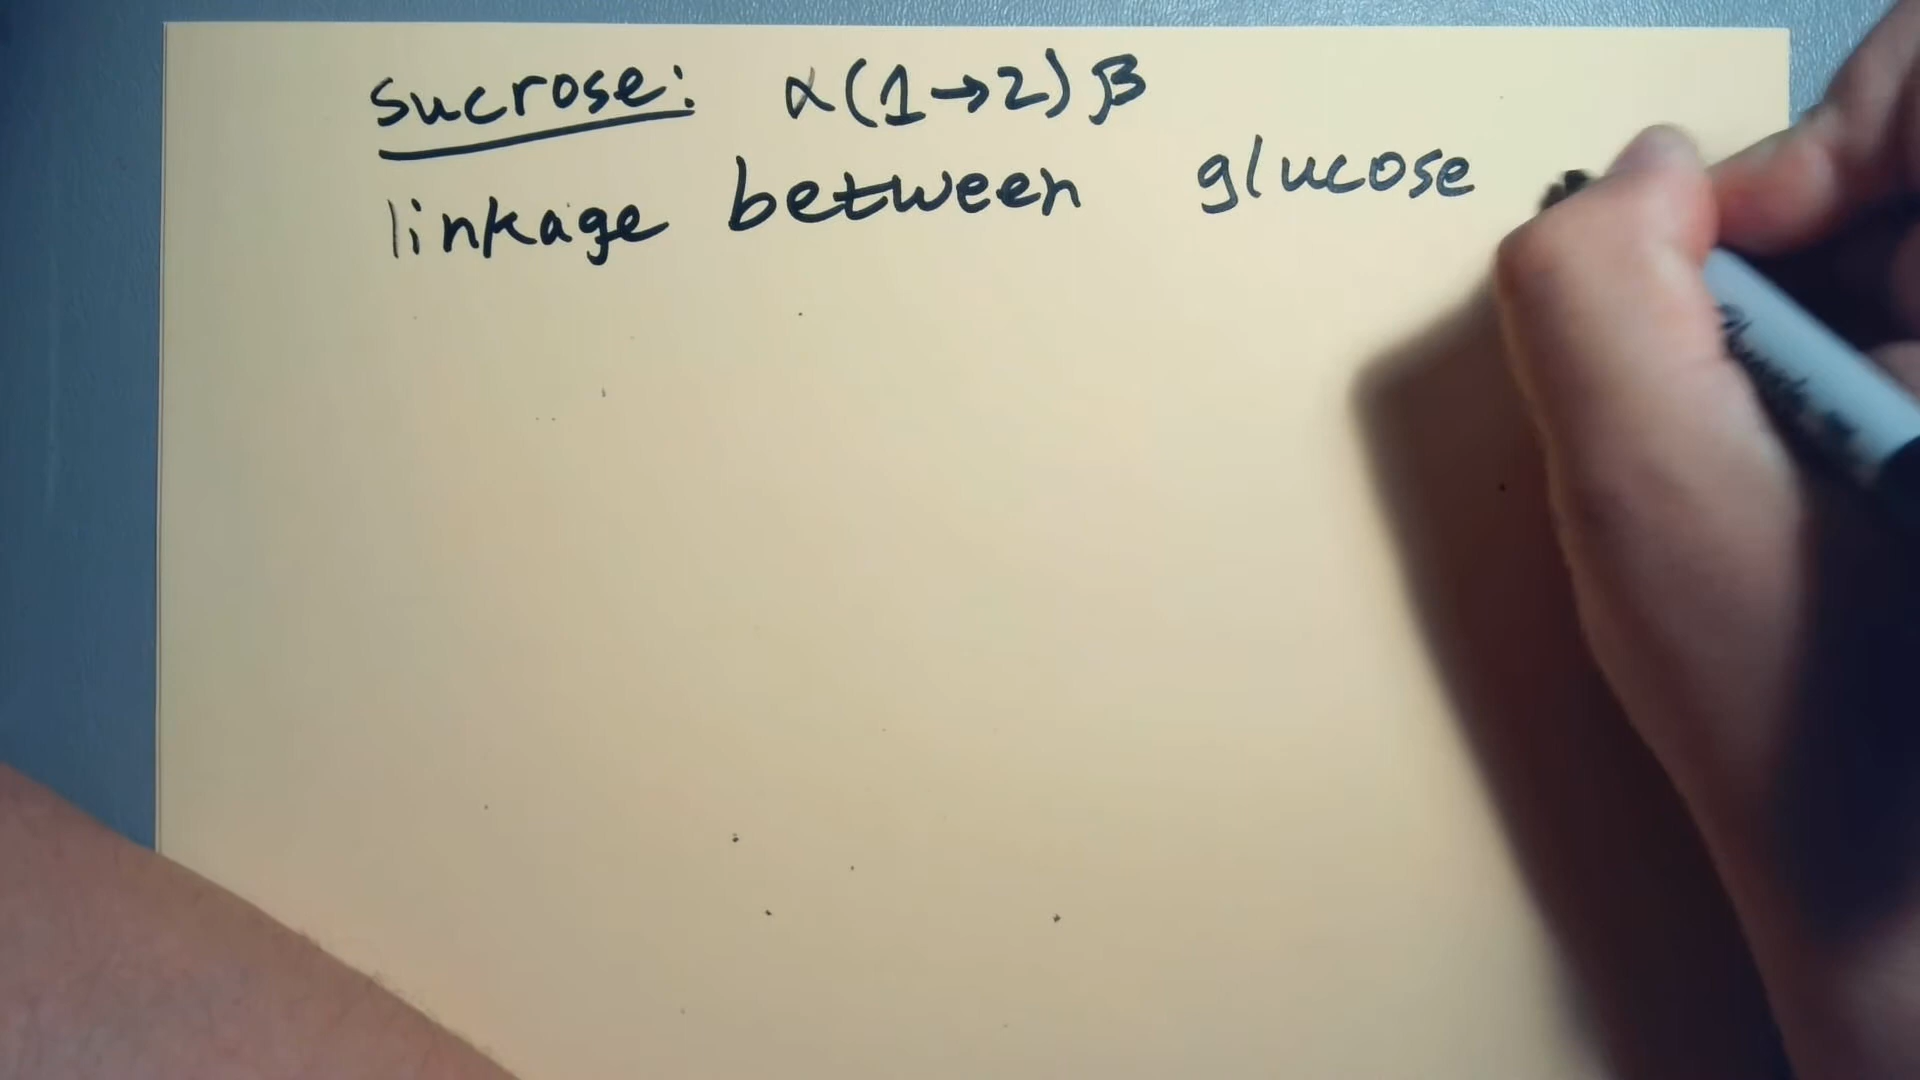 sucrose: α(1→2)β
linkage between glucose